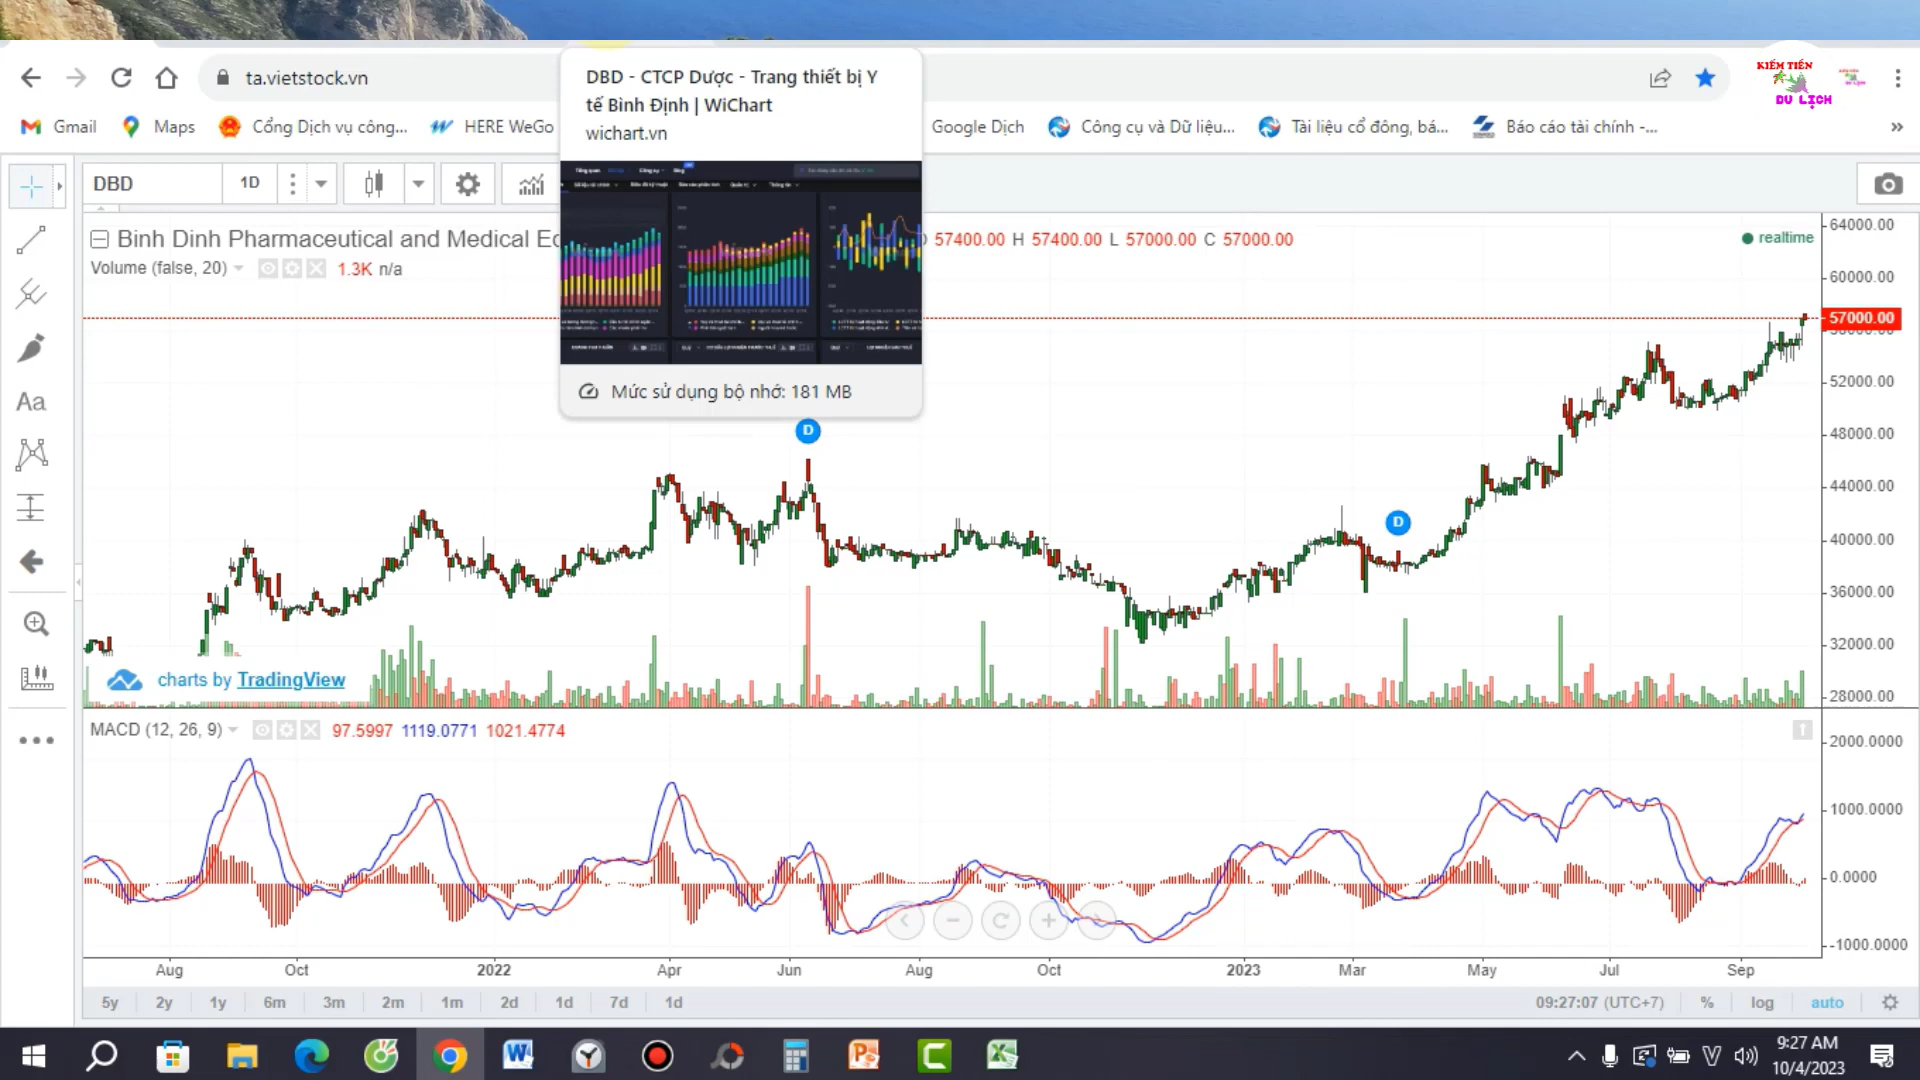 DBD - CTCP Dược - Trang thiết bị Y
tế Bình Định | WiChart
wichart.vn
ta.vietstock.vn
KIẾM TIỀN
DU LỊCH
Gmail
Maps
Cổng Dịch vụ công...
HERE WeGo
Google Dịch
Công cụ và Dữ liệu...
Tài liệu cổ đông, bá...
Báo cáo tài chính -...
DBD
1D
Binh Dinh Pharmaceutical and Medical Ec
57400.00 H 57400.00 L 57000.00 C 57000.00
realtime
Volume (false, 20)
1.3K n/a
Mức sử dụng bộ nhớ: 181 MB
D
D
64000.00
60000.00
57000.00
52000.00
48000.00
44000.00
40000.00
36000.00
32000.00
28000.00
charts by TradingView
MACD (12, 26, 9)
97.5997 1119.0771 1021.4774
2000.0000
1000.0000
0.0000
-1000.0000
Aug Oct 2022 Apr Jun Aug Oct 2023 Mar May Jul Sep
5y 2y 1y 6m 3m 2m 1m 2d 1d 7d 1d
09:27:07 (UTC+7) % log auto
Aa
9:27 AM
10/4/2023